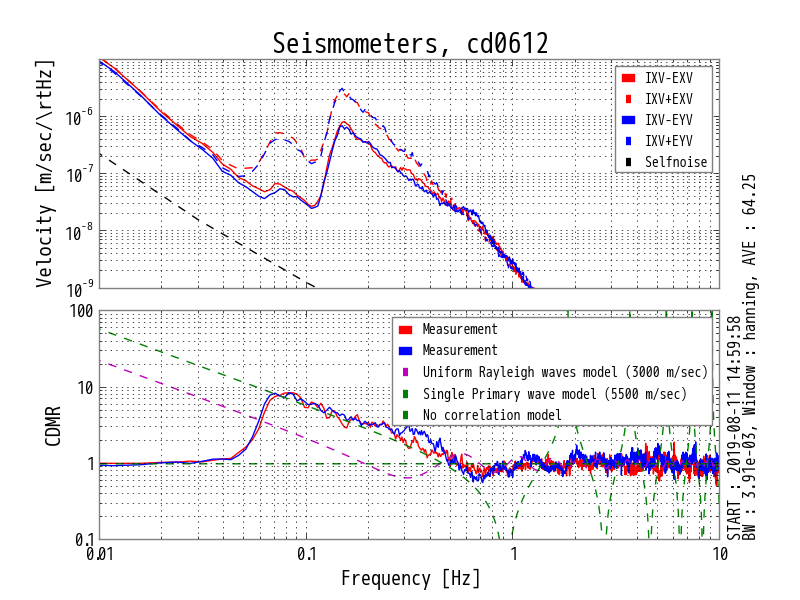 Seismometers, cd0612
Velocity [m/sec/\rtHz]
10^-6
10^-7
10^-8
10^-9
IXV-EXV
IXV+EXV
IXV-EYV
IXV+EYV
Selfnoise
CDMR
100
10
1
0.1
Measurement
Measurement
Uniform Rayleigh waves model (3000 m/sec)
Single Primary wave model (5500 m/sec)
No correlation model
0.01
0.1
1
10
Frequency [Hz]
START : 2019-08-11 14:59:58
BW : 3.91e-03, Window : hanning, AVE : 64.25